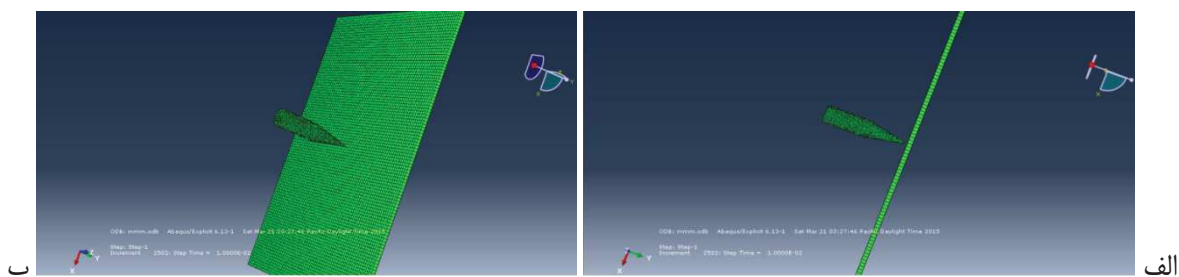 ODB: mmm.odb Abaqus/Explicit 6.13-1 Sat Mar 21 03:27:46 Pacific Daylight Time 2015
Step: Step-1
Increment 2502: Step Time = 1.0000E-02
X
Y
الف
ODB: mmm.odb Abaqus/Explicit 6.13-1 Sat Mar 21 03:27:46 Pacific Daylight Time 2015
Step: Step-1
Increment 2502: Step Time = 1.0000E-02
X
Y
Z
ب